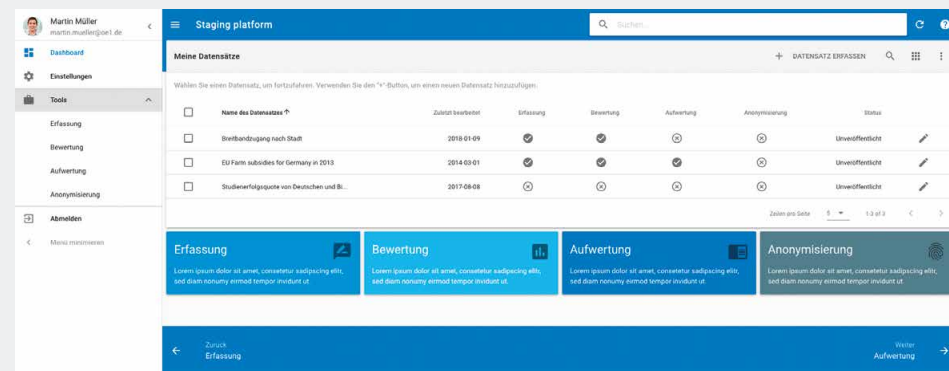 Martin Müller
martin.mueller@oe1.de
Dashboard
Einstellungen
Tools
Erfassung
Bewertung
Aufwertung
Anonymisierung
Abmelden
Menü minimieren
Staging platform
Suchen...
Meine Datensätze
+ DATENSATZ ERFASSEN
Wählen Sie einen Datensatz, um fortzufahren. Verwenden Sie den "+"-Button, um einen neuen Datensatz hinzuzufügen.
Name des Datensatzes ↑ Zuletzt bearbeitet Erfassung Bewertung Aufwertung Anonymisierung Status
Breitbandzugang nach Stadt 2018-01-09 Unveröffentlicht
EU Farm subsidies for Germany in 2013 2014-03-01 Unveröffentlicht
Studienerfolgsquote von Deutschen und Bi... 2017-08-08 Unveröffentlicht
Zeilen pro Seite 5 1-3 of 3
Erfassung
Lorem ipsum dolor sit amet, consetetur sadipscing elitr,
sed diam nonumy eirmod tempor invidunt ut.
Bewertung
Lorem ipsum dolor sit amet, consetetur sadipscing elitr,
sed diam nonumy eirmod tempor invidunt ut.
Aufwertung
Lorem ipsum dolor sit amet, consetetur sadipscing elitr,
sed diam nonumy eirmod tempor invidunt ut.
Anonymisierung
Lorem ipsum dolor sit amet, consetetur sadipscing elitr,
sed diam nonumy eirmod tempor invidunt ut.
Zurück
Erfassung
Weiter
Aufwertung